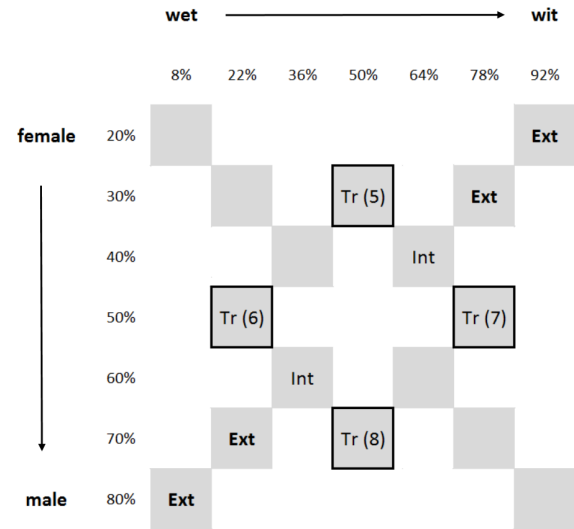 wet wit
8% 22% 36% 50% 64% 78% 92%
female 20% Ext
30% Tr (5) Ext
40% Int
50% Tr (6) Tr (7)
60% Int
70% Ext Tr (8)
male 80% Ext